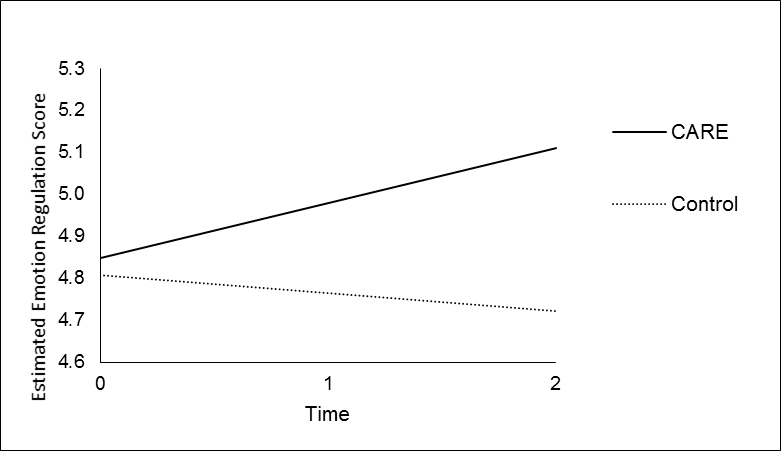 Estimated Emotion Regulation Score
5.3
5.2
5.1
5.0
4.9
4.8
4.7
4.6
0
1
2
Time
CARE
Control